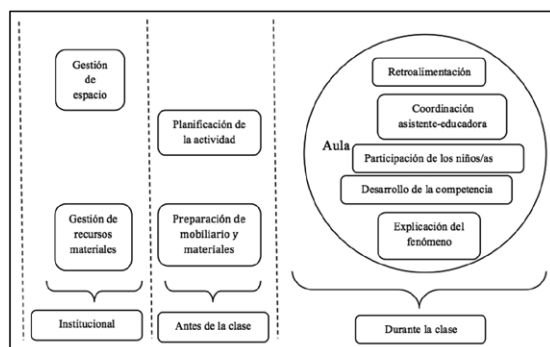 Gestión
de
espacio
Gestión de
recursos
materiales
Institucional
Planificación de
la actividad
Preparación de
mobiliario y
materiales
Antes de la clase
Aula
Retroalimentación
Coordinación
asistente-educadora
Participación de los niños/as
Desarrollo de la competencia
Explicación del
fenómeno
Durante la clase